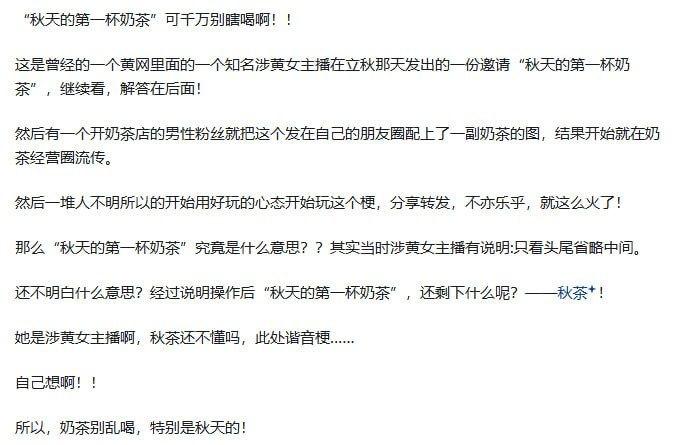 “秋天的第一杯奶茶”可千万别瞎喝啊！！
这是曾经的一个黄网里面的一个知名涉黄女主播在立秋那天发出的一份邀请“秋天的第一杯奶
茶”，继续看，解答在后面！
然后有一个开奶茶店的男性粉丝就把这个发在自己的朋友圈配上了一副奶茶的图，结果开始就在奶
茶经营圈流传。
然后一堆人不明所以的开始用好玩的心态开始玩这个梗，分享转发，不亦乐乎，就这么火了！
那么“秋天的第一杯奶茶”究竟是什么意思？？其实当时涉黄女主播有说明:只看头尾省略中间。
还不明白什么意思？经过说明操作后“秋天的第一杯奶茶”，还剩下什么呢？——秋茶！
她是涉黄女主播啊，秋茶还不懂吗，此处谐音梗……
自己想啊！！
所以，奶茶别乱喝，特别是秋天的！